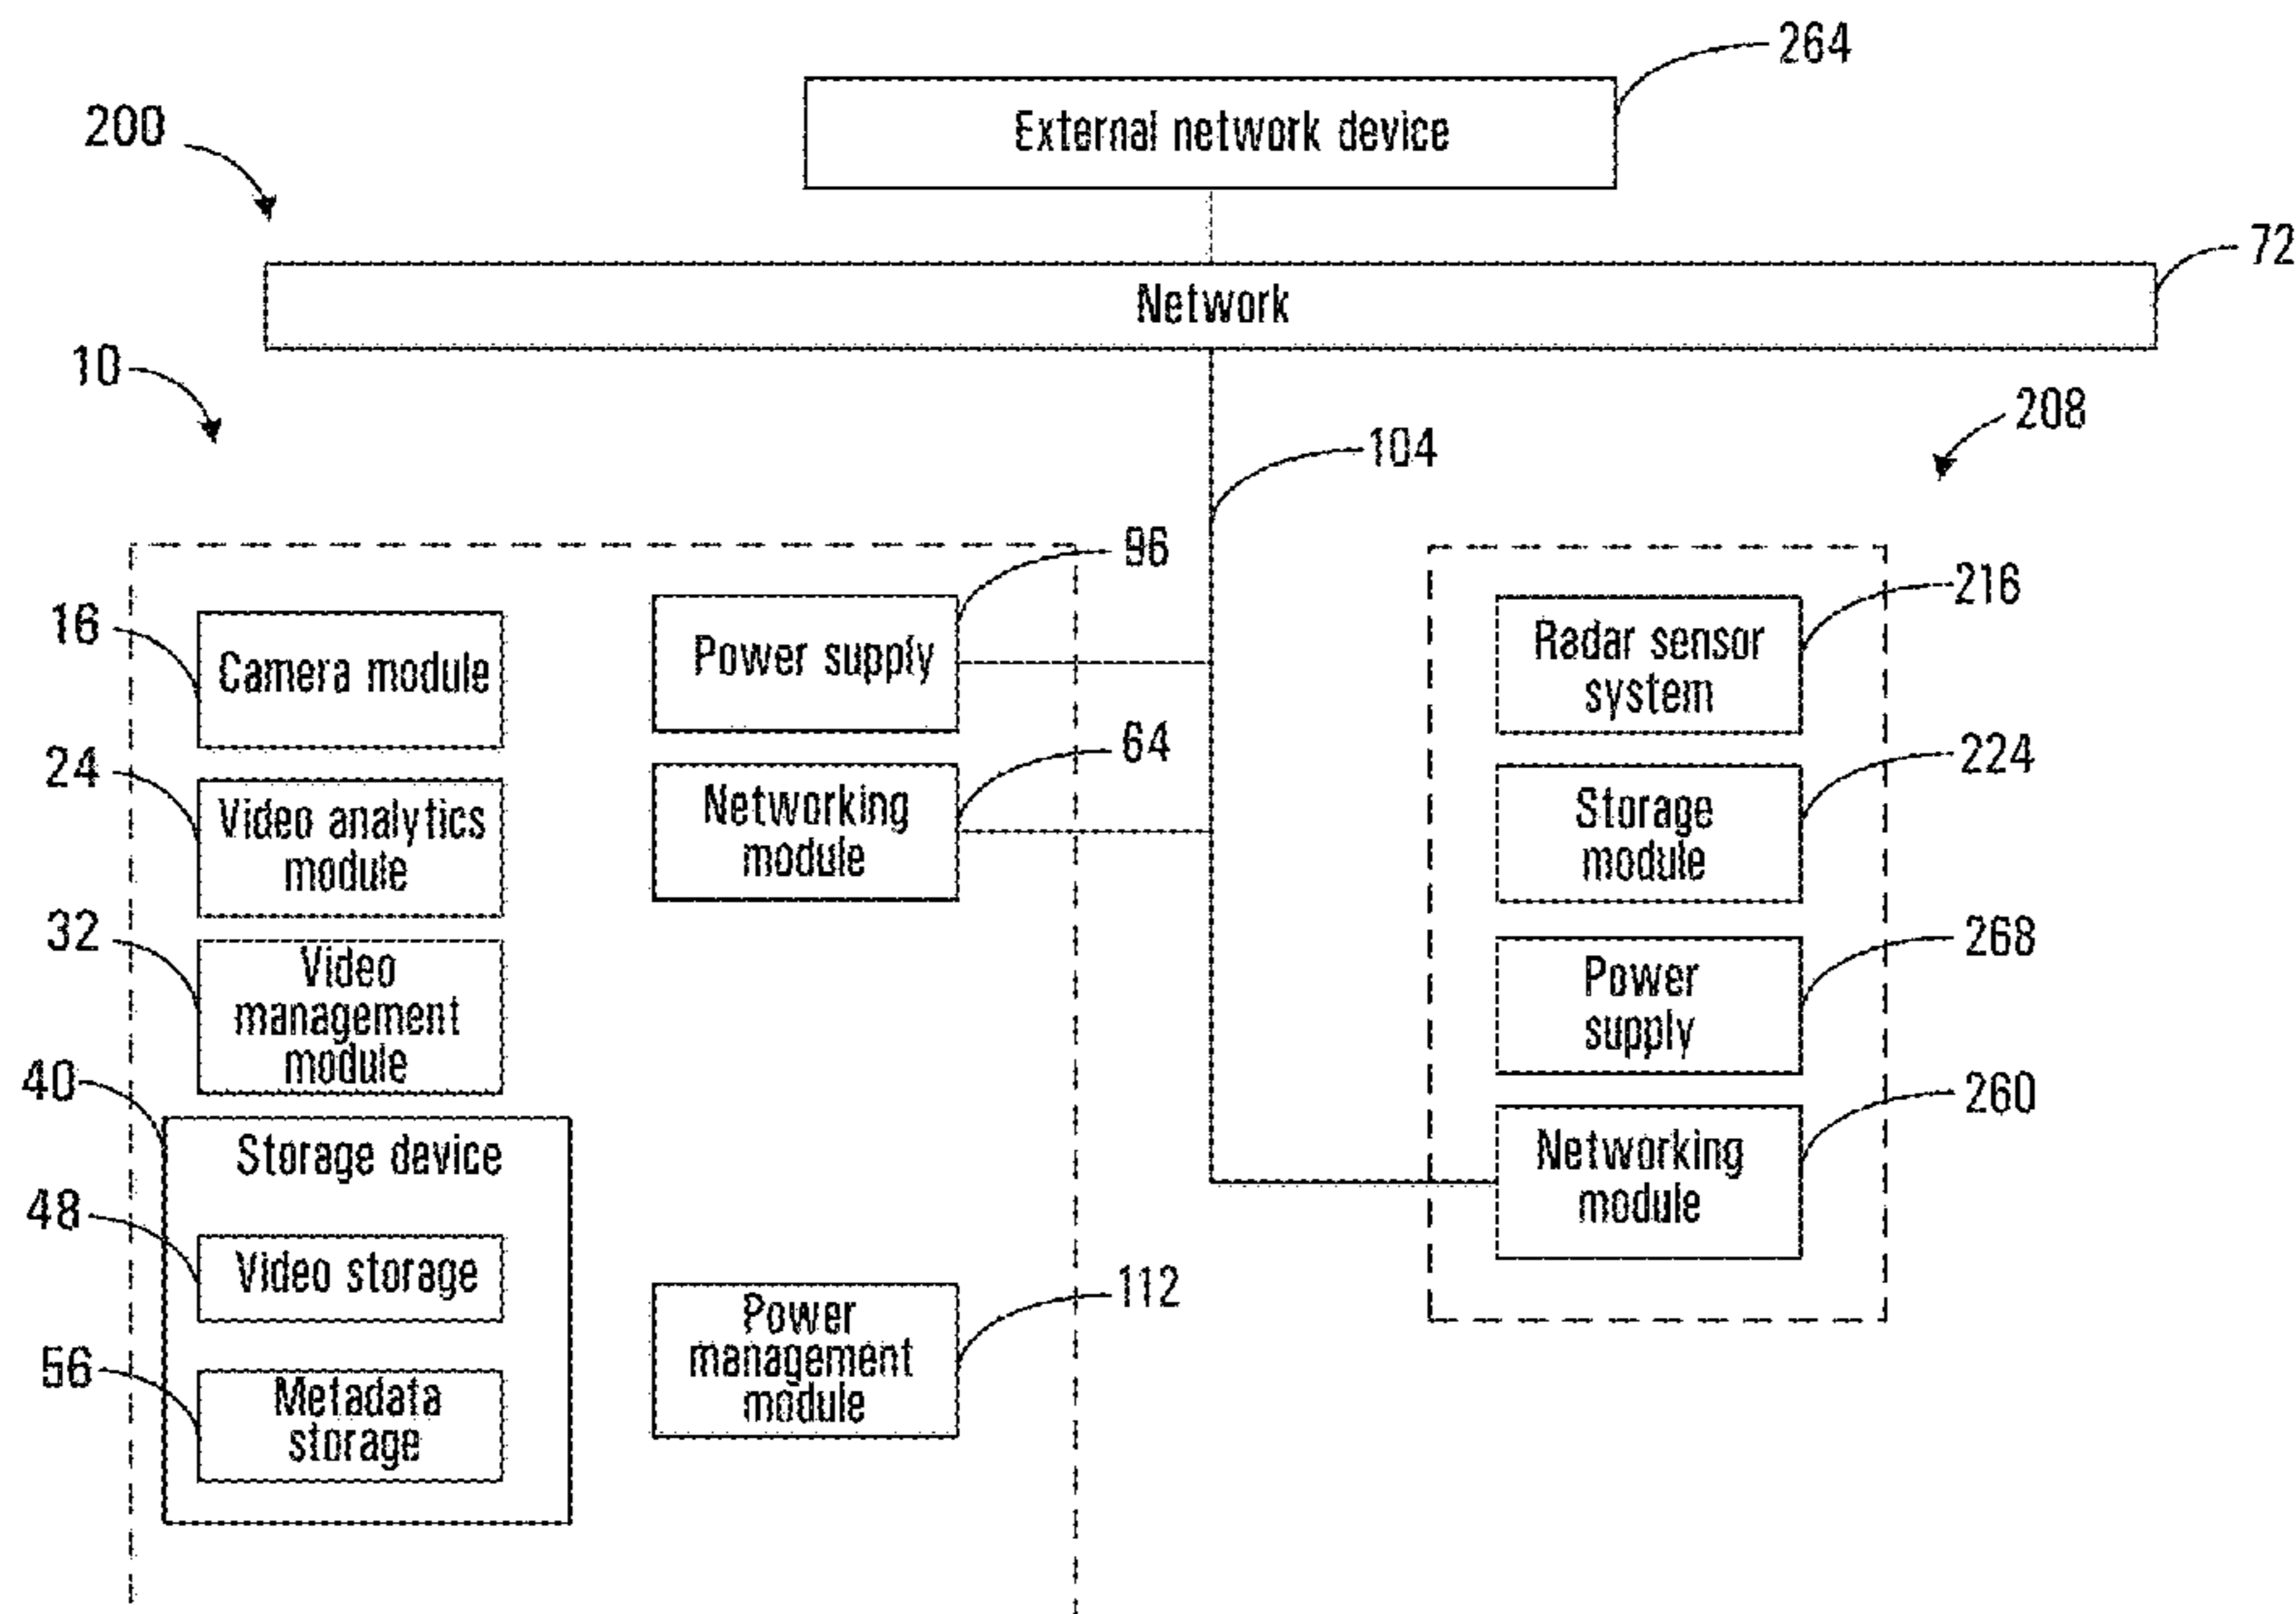 264
External network device
200
72
Network
10
208
104
96
16
Camera module
Power supply
216
Radar sensor
system
24
Video analytics
module
64
Networking
module
224
Storage
module
32
Video
management
module
268
Power
supply
40
Storage device
260
Networking
module
48
Video storage
112
Power
management
module
56
Metadata
storage